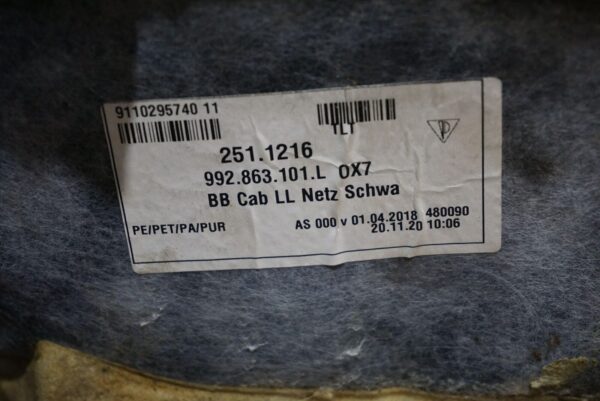 9110295740 11
TLT
251.1216
992.863.101.L OX7
BB Cab LL Netz Schwa
PE/PET/PA/PUR
AS 000 v 01.04.2018 480090
20.11.20 10:06